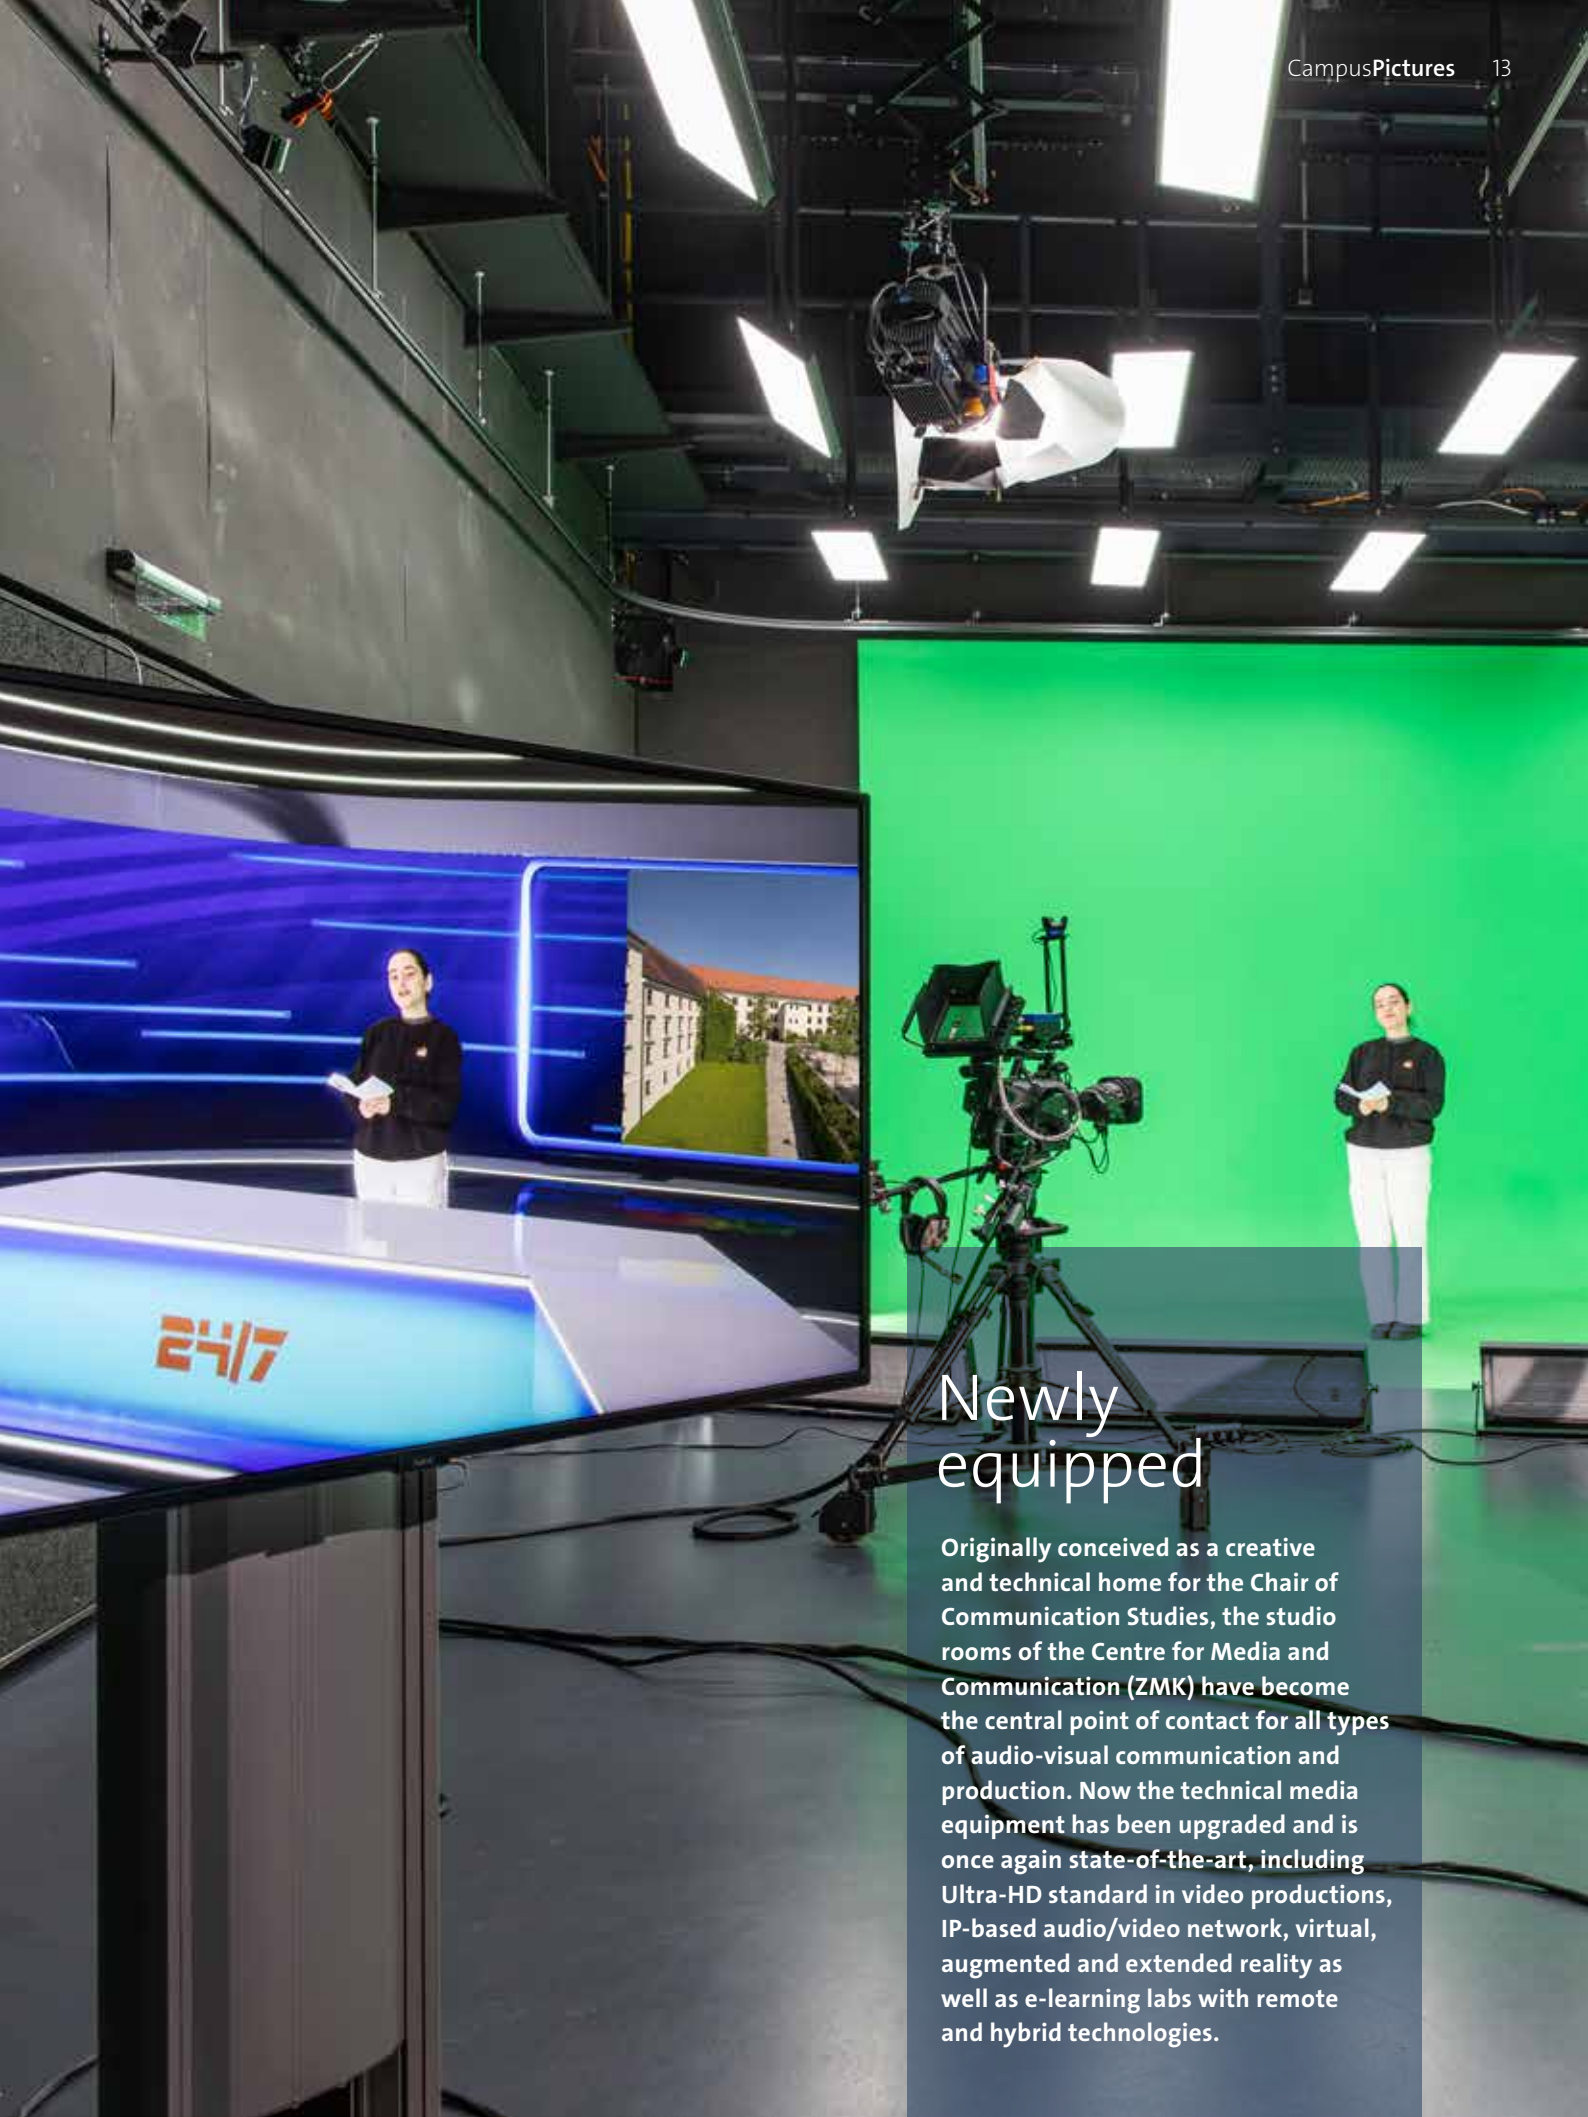 CampusPictures 13
24|7
Newly
equipped
Originally conceived as a creative
and technical home for the Chair of
Communication Studies, the studio
rooms of the Centre for Media and
Communication (ZMK) have become
the central point of contact for all types
of audio-visual communication and
production. Now the technical media
equipment has been upgraded and is
once again state-of-the-art, including
Ultra-HD standard in video productions,
IP-based audio/video network, virtual,
augmented and extended reality as
well as e-learning labs with remote
and hybrid technologies.